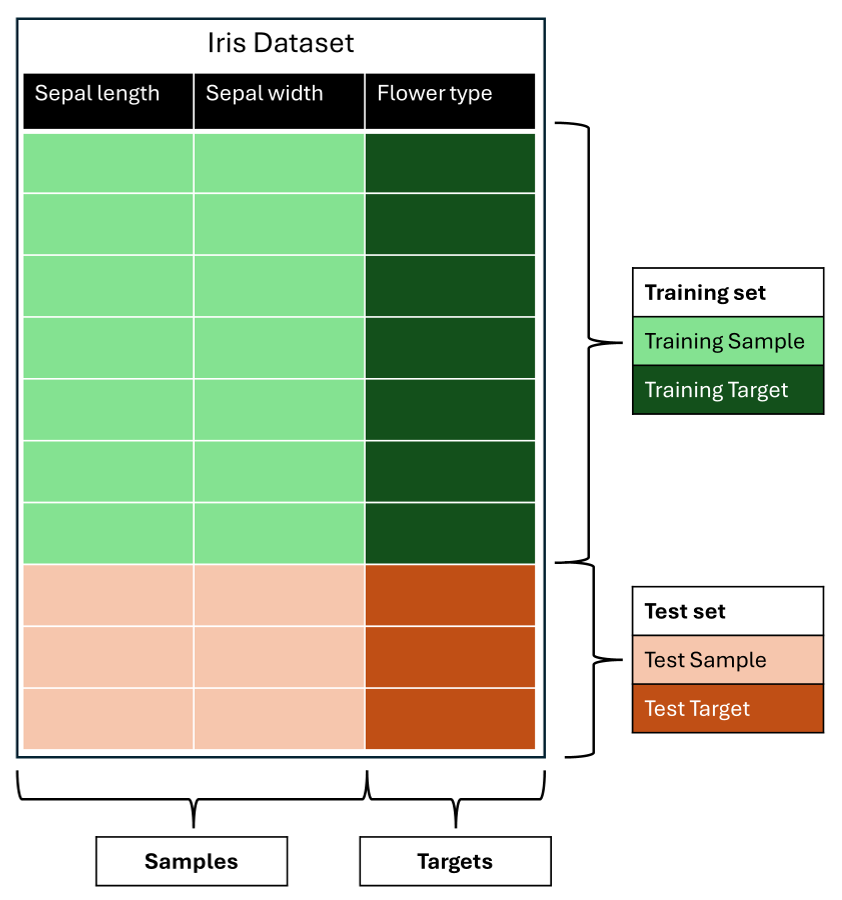 Iris Dataset
Sepal length Sepal width Flower type
Training set
Training Sample
Training Target
Test set
Test Sample
Test Target
Samples Targets